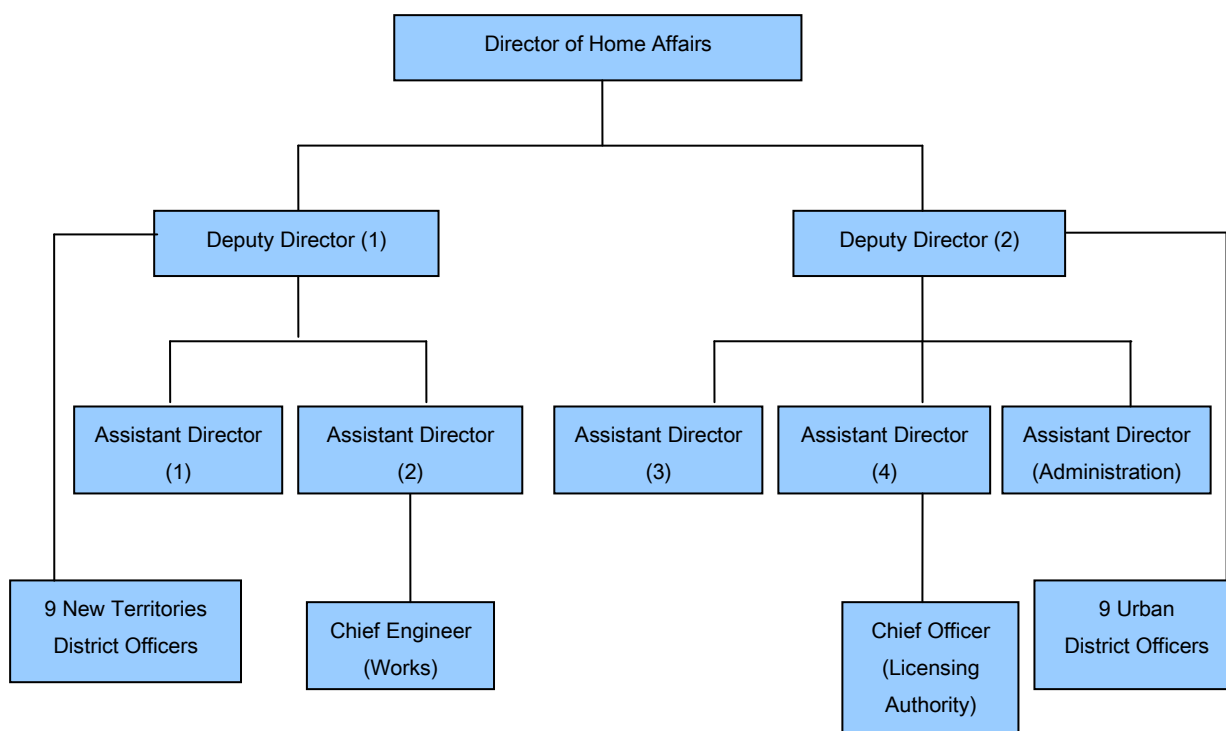 Director of Home Affairs
Deputy Director (1)
Deputy Director (2)
Assistant Director
(1)
Assistant Director
(2)
Assistant Director
(3)
Assistant Director
(4)
Assistant Director
(Administration)
9 New Territories
District Officers
Chief Engineer
(Works)
Chief Officer
(Licensing
Authority)
9 Urban
District Officers